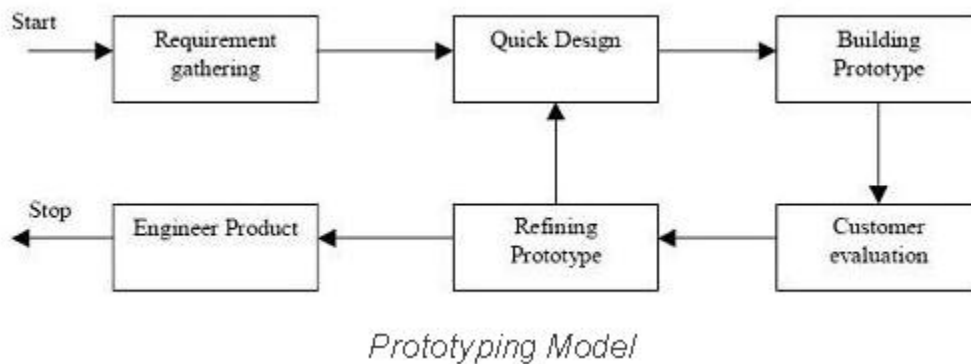 Start
Requirement
gathering
Quick Design
Building
Prototype
Stop
Engineer Product
Refining
Prototype
Customer
evaluation
Prototyping Model